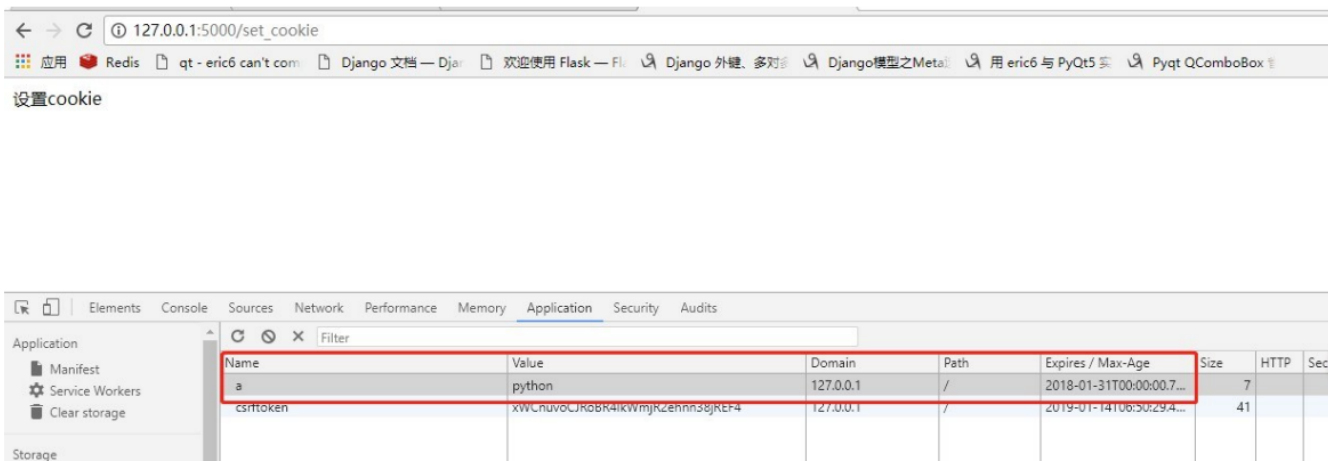 127.0.0.1:5000/set_cookie
应用 Redis qt - eric6 can't com Django 文档 — Djan 欢迎使用 Flask — Fl Django 外键、多对多 Django模型之Meta 用 eric6 与 PyQt5 实 Pyqt QComboBox
设置cookie
Elements Console Sources Network Performance Memory Application Security Audits
Application
Filter
Manifest
Service Workers
Clear storage
Storage
Name Value Domain Path Expires / Max-Age Size HTTP Sec
a python 127.0.0.1 / 2018-01-31T00:00:00.7... 7
csrftoken 127.0.0.1 / 2019-01-14T06:50:29.4... 41